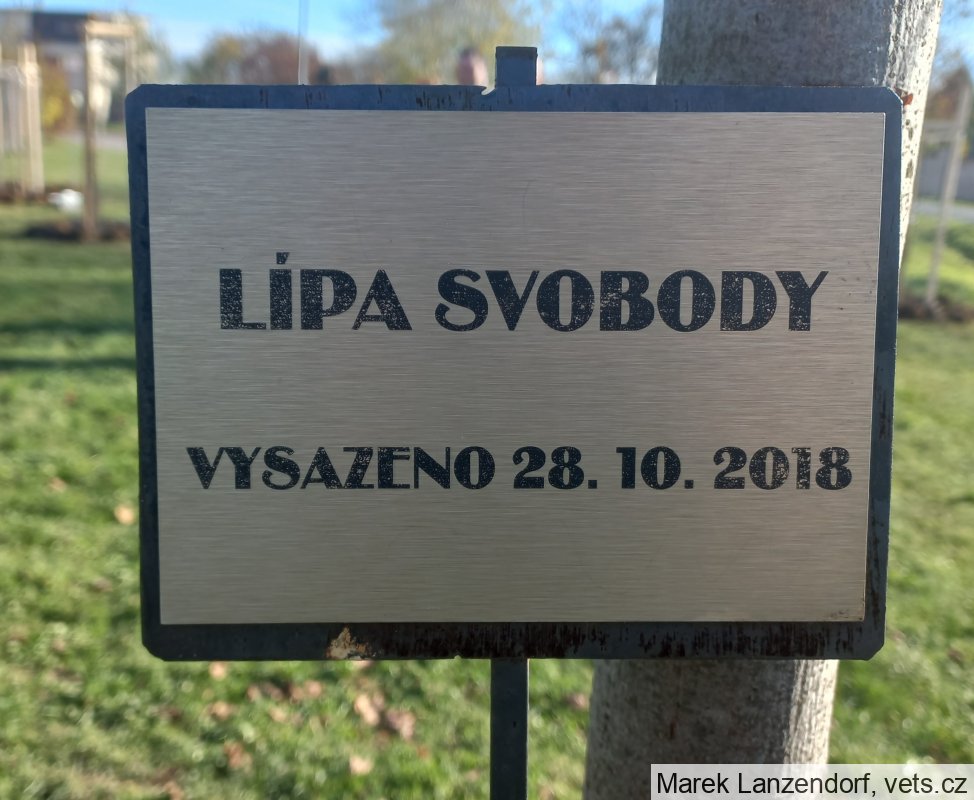 LÍPA SVOBODY
VYSAZENO 28. 10. 2018
Marek Lanzendorf, vets.cz